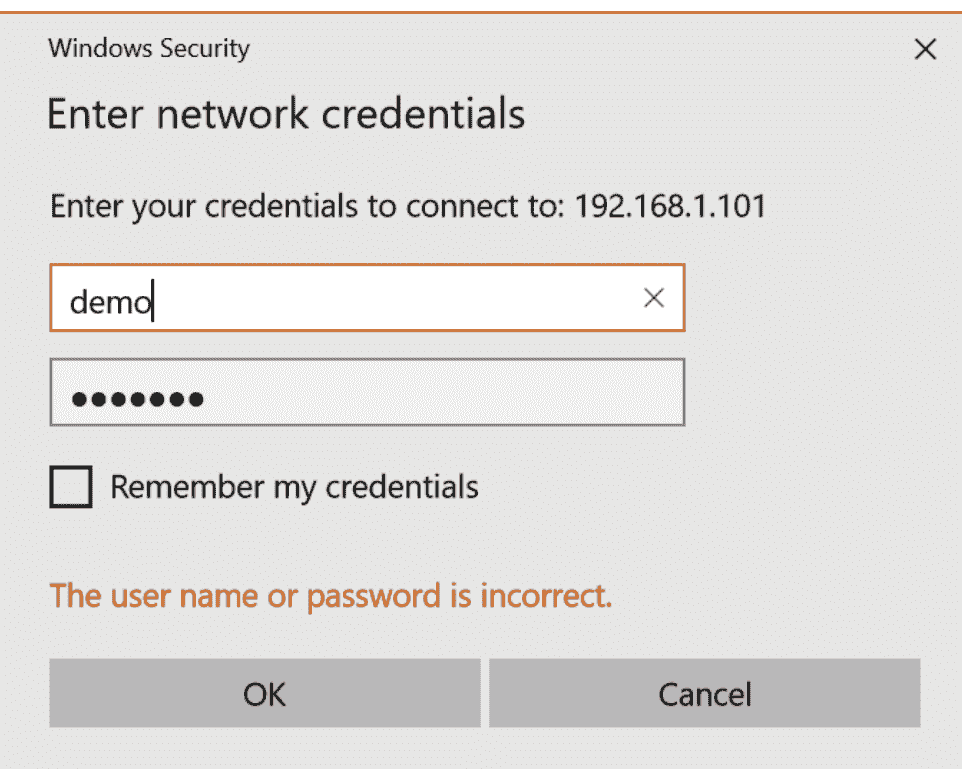 Windows Security
Enter network credentials
Enter your credentials to connect to: 192.168.1.101
demo
•••••••
Remember my credentials
The user name or password is incorrect.
OK
Cancel